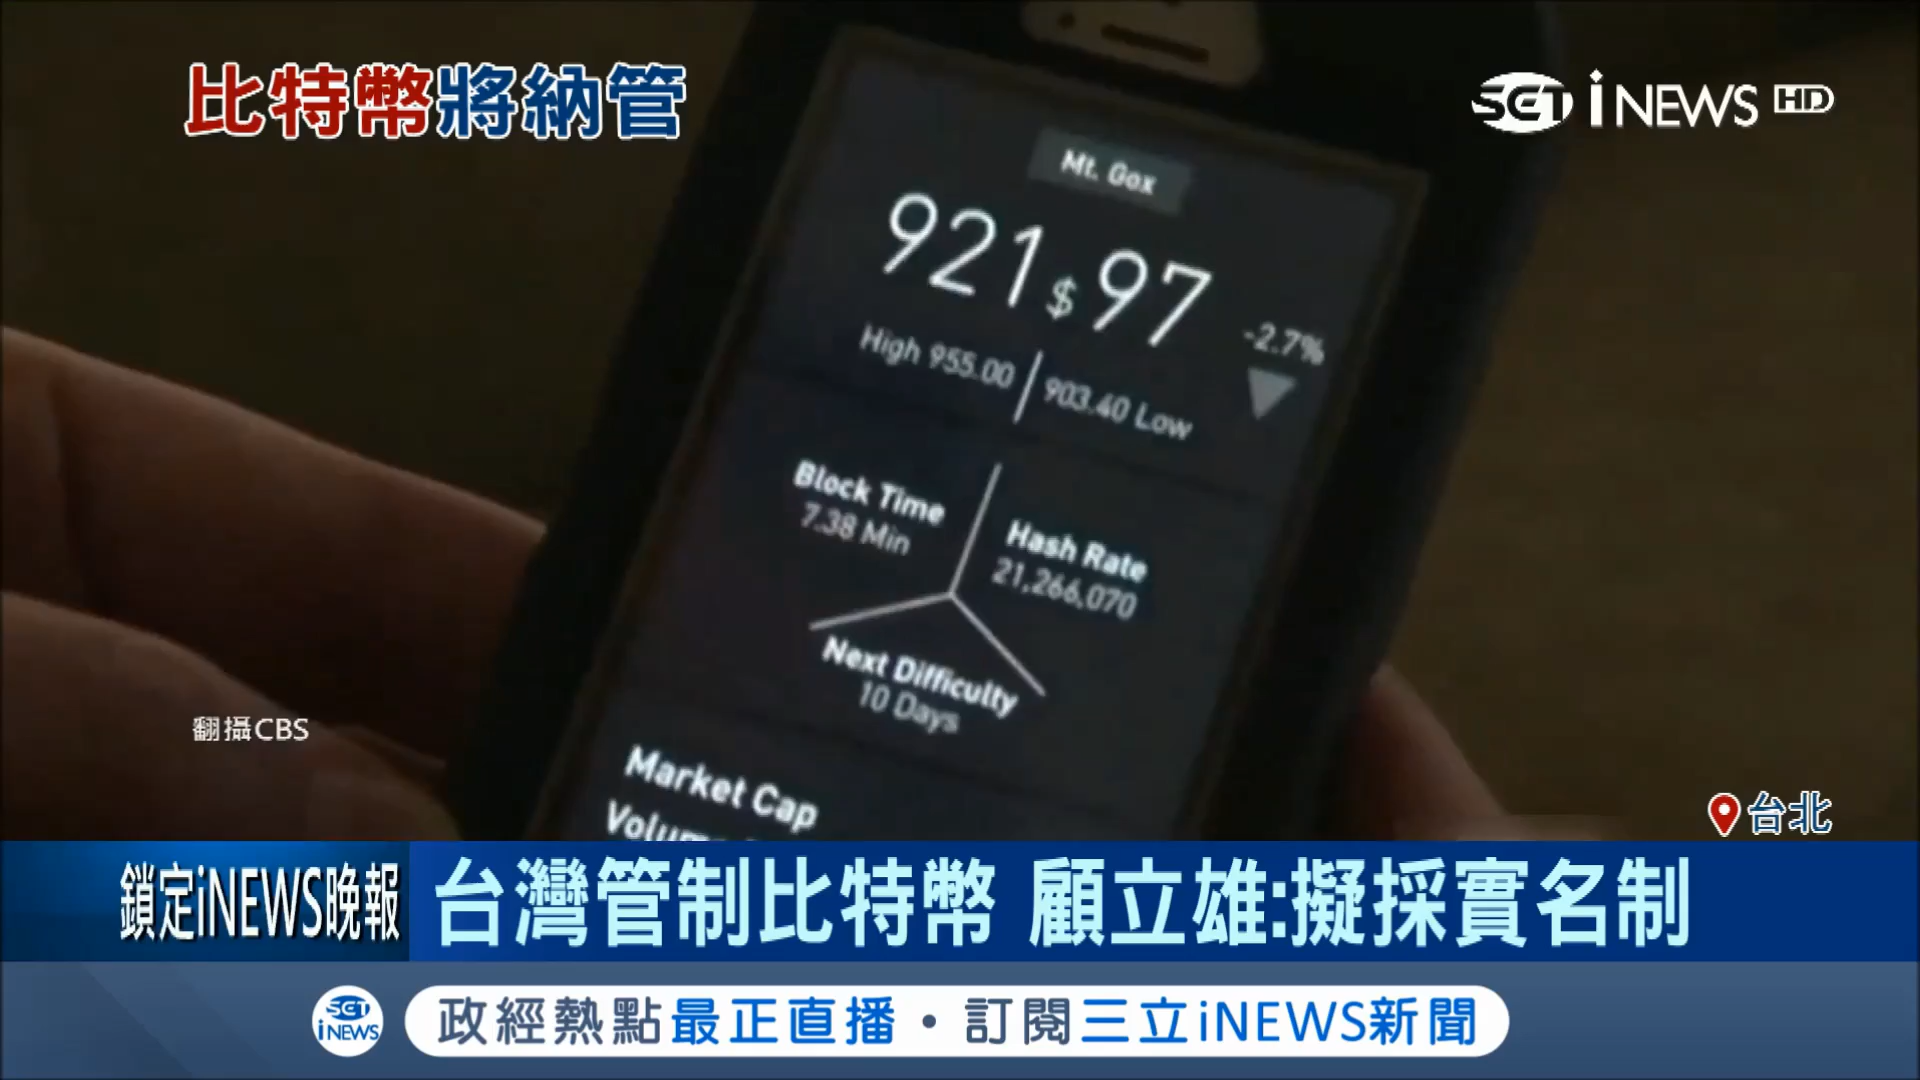 比特幣將納管
SET iNEWS HD
Mt. Gox
921$97
-2.7%
High 955.00
903.40 Low
Block Time
7.38 Min
Hash Rate
21,266,070
Next Difficulty
10 Days
Market Cap
翻攝CBS
台北
鎖定iNEWS晚報
台灣管制比特幣 顧立雄:擬採實名制
SET iNEWS
政經熱點最正直播・訂閱三立iNEWS新聞